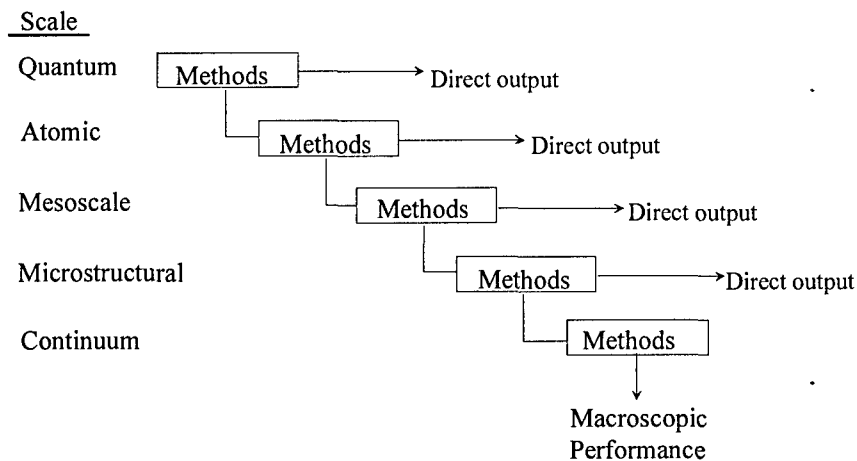 Scale
Quantum Methods Direct output
Atomic Methods Direct output
Mesoscale Methods Direct output
Microstructural Methods Direct output
Continuum Methods
Macroscopic
Performance